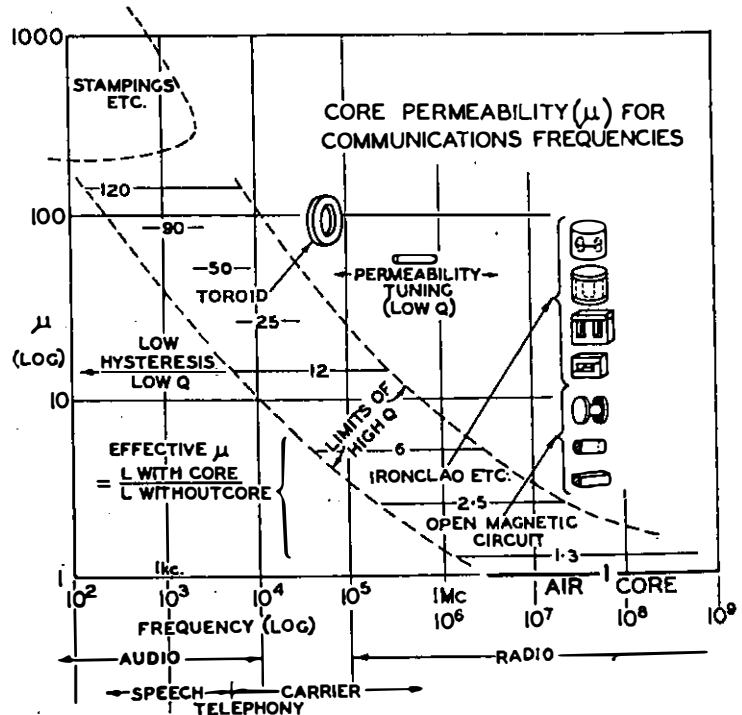 1000
STAMPINGS
ETC.
CORE PERMEABILITY (μ) FOR
COMMUNICATIONS FREQUENCIES
120
100
90
50
TOROID
PERMEABILITY
TUNING
(LOW Q)
25
μ
(LOG)
LOW
HYSTERESIS
LOW Q
12
10
LIMITS OF
HIGH Q
6
EFFECTIVE μ
= L WITH CORE
L WITHOUT CORE
IRONCLAO ETC.
2·5
OPEN MAGNETIC
CIRCUIT
1·3
1
1kc.
1Mc
AIR 1 CORE
10²
10³
10⁴
10⁵
10⁶
10⁷
10⁸
10⁹
FREQUENCY (LOG)
AUDIO
RADIO
SPEECH
CARRIER
TELEPHONY